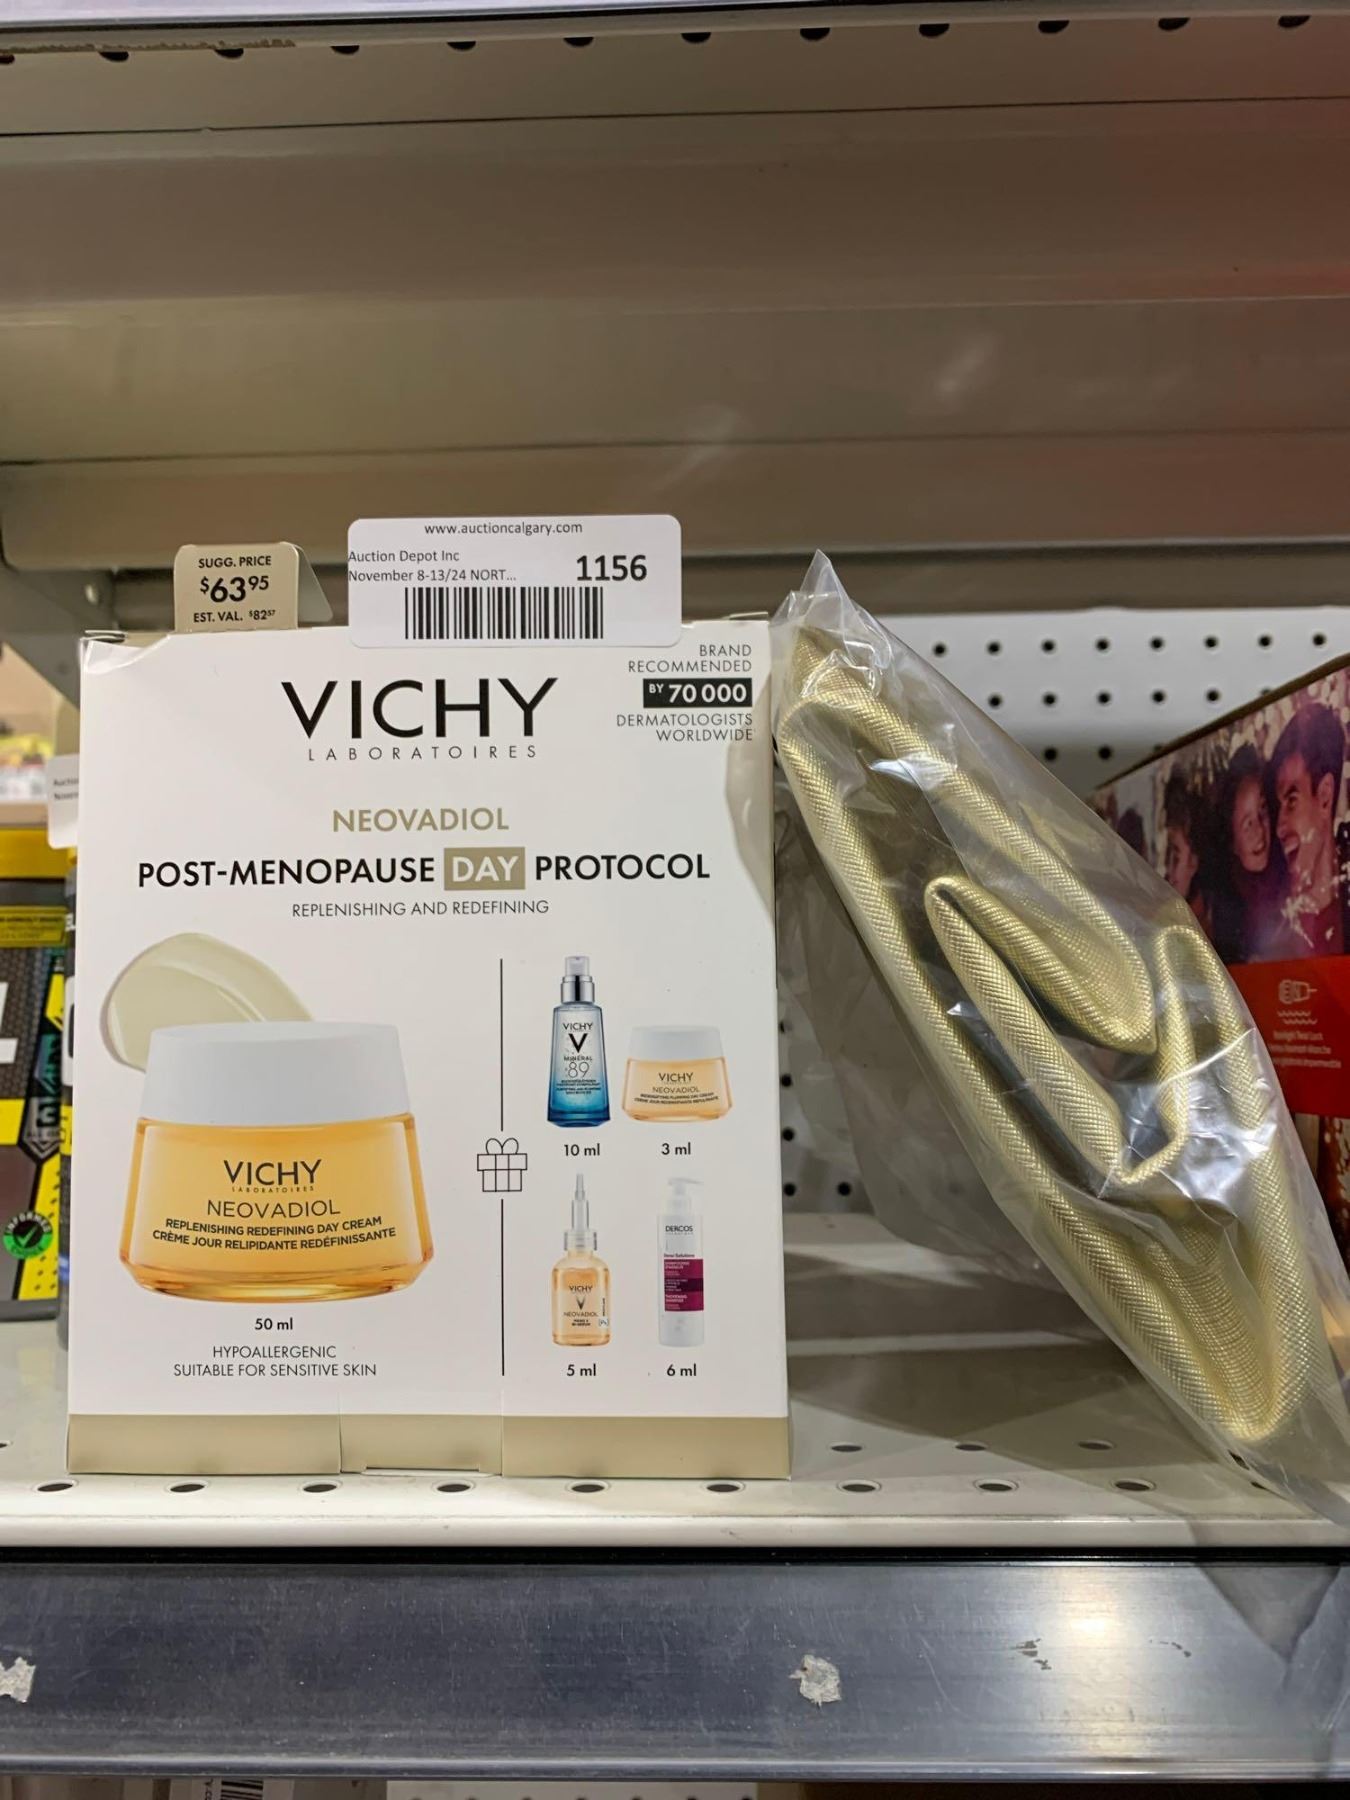 www.auctioncalgary.com
Auction Depot Inc
November 8-13/24 NORT...
1156
SUGG. PRICE
$63.95
EST. VAL. $82.57
BRAND
RECOMMENDED
BY 70 000
DERMATOLOGISTS
WORLDWIDE
VICHY
LABORATOIRES
NEOVADIOL
POST-MENOPAUSE DAY PROTOCOL
REPLENISHING AND REDEFINING
VICHY
LABORATOIRES
NEOVADIOL
REPLENISHING REDEFINING DAY CREAM
CRÈME JOUR RELIPIDANTE REDÉFINISSANTE
50 ml
HYPOALLERGENIC
SUITABLE FOR SENSITIVE SKIN
VICHY
V
MINÉRAL
89
10 ml
VICHY
NEOVADIOL
3 ml
VICHY
V
NEOVADIOL
5 ml
DERCOS
6 ml